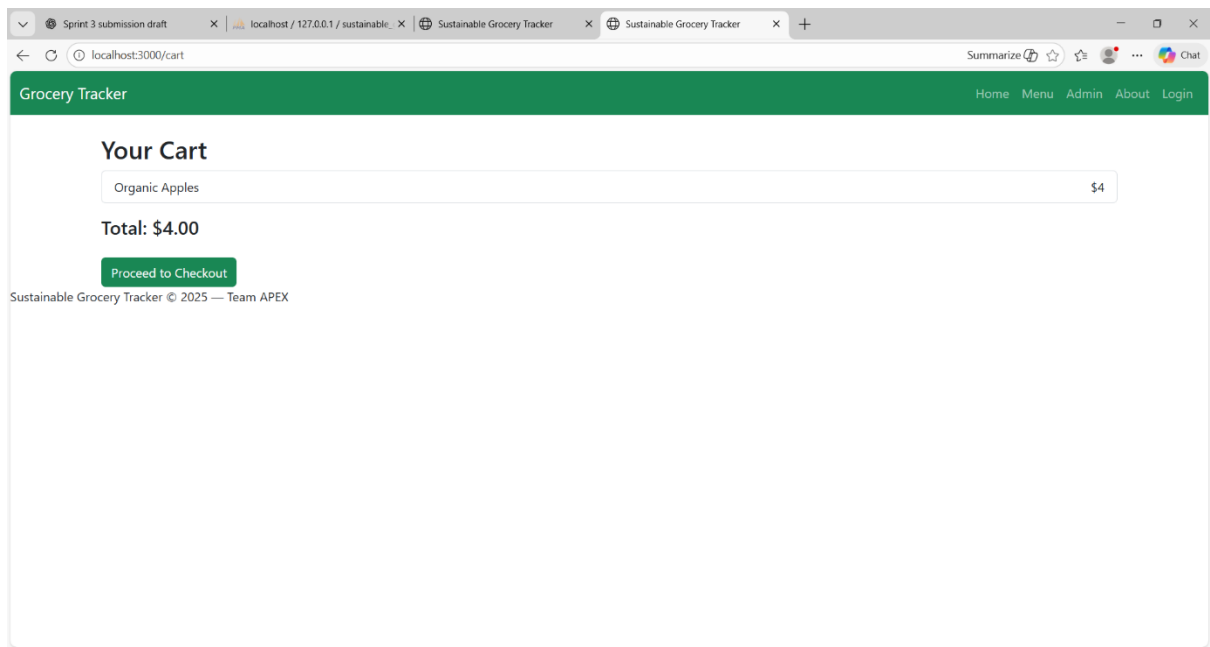 Sprint 3 submission draft
localhost / 127.0.0.1 / sustainable_
Sustainable Grocery Tracker
Sustainable Grocery Tracker
localhost:3000/cart
Summarize
Chat
Grocery Tracker
Home Menu Admin About Login
Your Cart
Organic Apples $4
Total: $4.00
Proceed to Checkout
Sustainable Grocery Tracker © 2025 — Team APEX